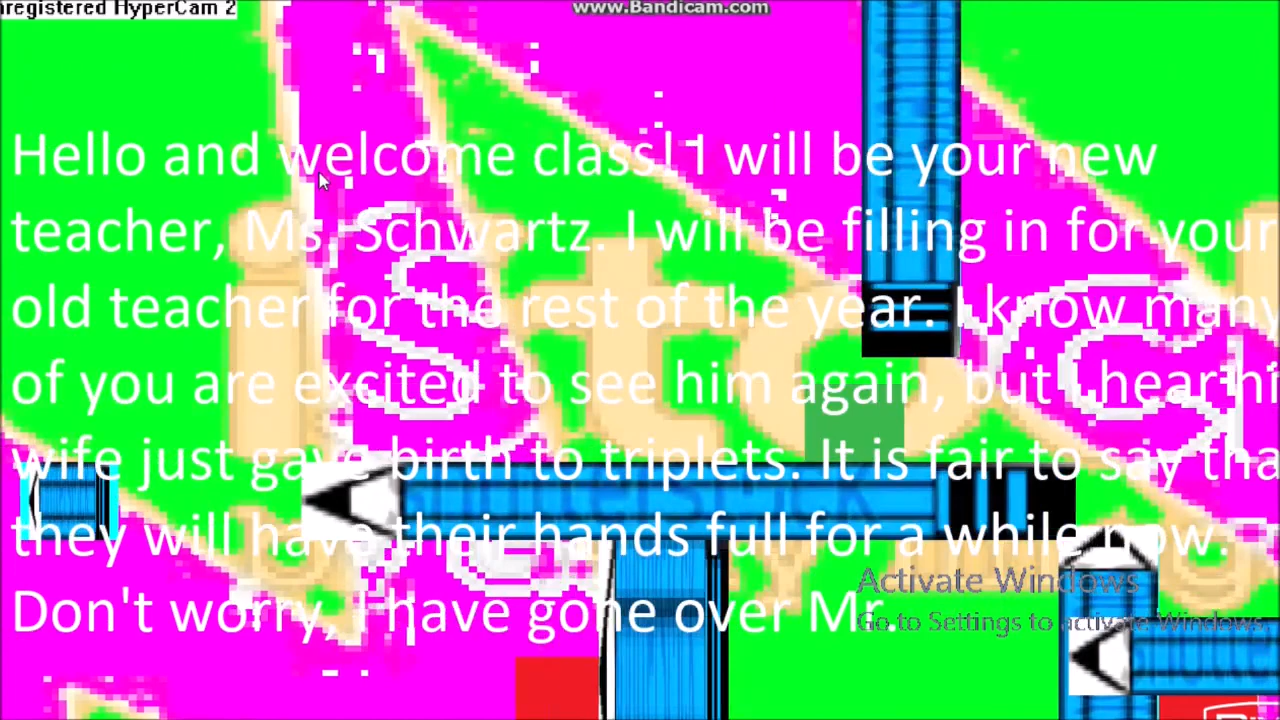 nregistered HyperCam 2
www.Bandicam.com
Hello and welcome class! I will be your new
teacher, Ms. Schwartz. I will be filling in for your
old teacher for the rest of the year. I know many
of you are excited to see him again, but I hear hi
wife just gave birth to triplets. It is fair to say tha
they will have their hands full for a while now.
Don't worry, I have gone over Mr.
Activate Windows
Go to Settings to activate Windows.